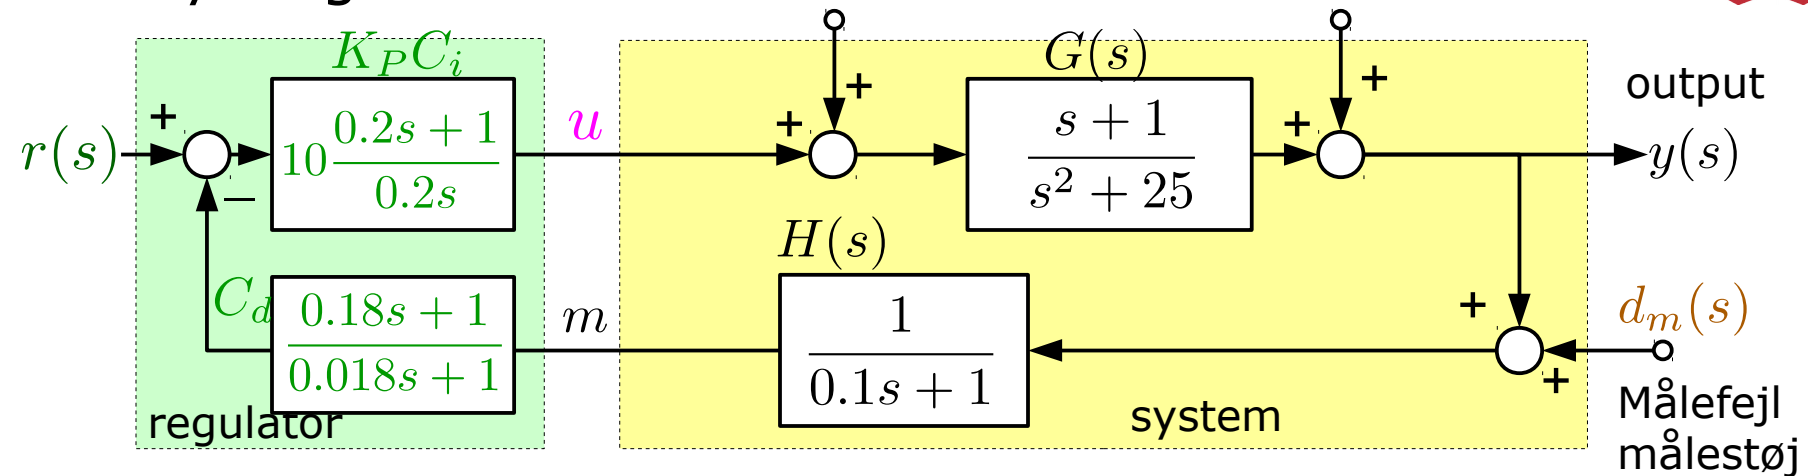 K_P C_i
G(s)
output
r(s)
+
−
10 (0.2s + 1)/(0.2s)
u
+
+
(s + 1)/(s² + 25)
+
+
y(s)
H(s)
C_d
(0.18s + 1)/(0.018s + 1)
m
1/(0.1s + 1)
+
+
d_m(s)
regulator
system
Målefejl
målestøj